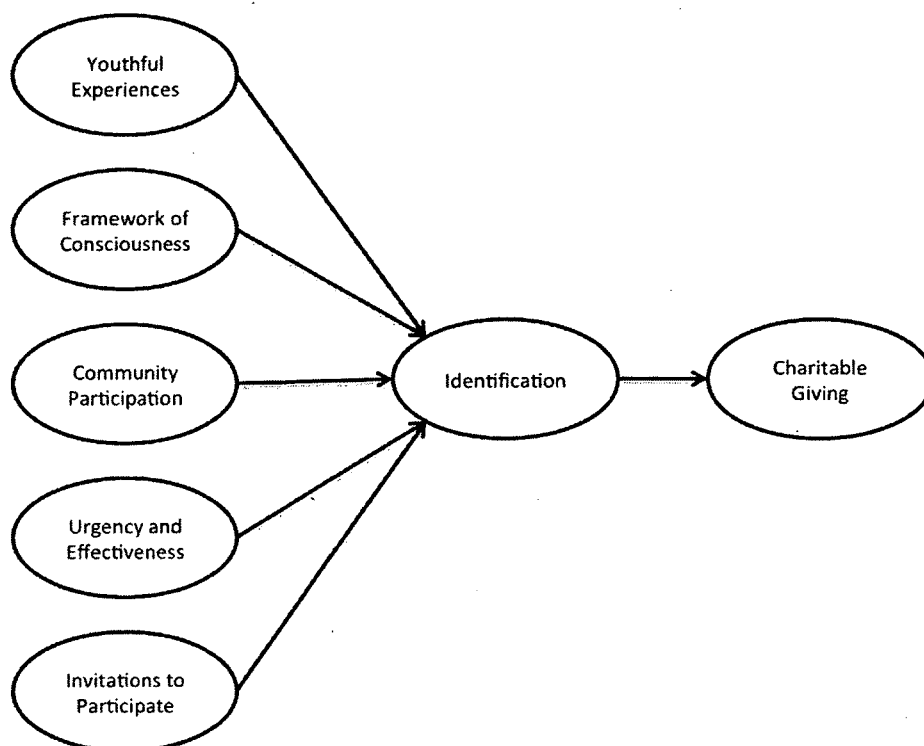 Youthful
Experiences
Framework of
Consciousness
Community
Participation
Identification
Charitable
Giving
Urgency and
Effectiveness
Invitations to
Participate